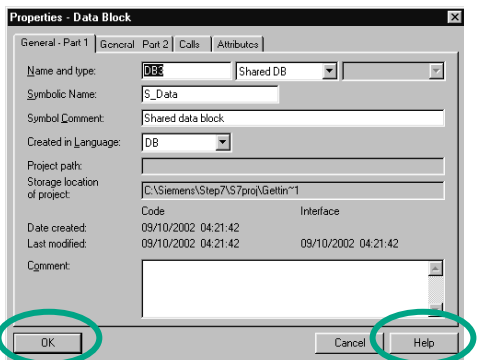 Properties - Data Block
General - Part 1 General Part 2 Calls Attributes
Name and type: DB3 Shared DB
Symbolic Name: S_Data
Symbol Comment: Shared data block
Created in Language: DB
Project path:
Storage location
of project: C:\Siemens\Step7\S7proj\Gettin~1
Code Interface
Date created: 09/10/2002 04:21:42
Last modified: 09/10/2002 04:21:42 09/10/2002 04:21:42
Comment:
OK Cancel Help